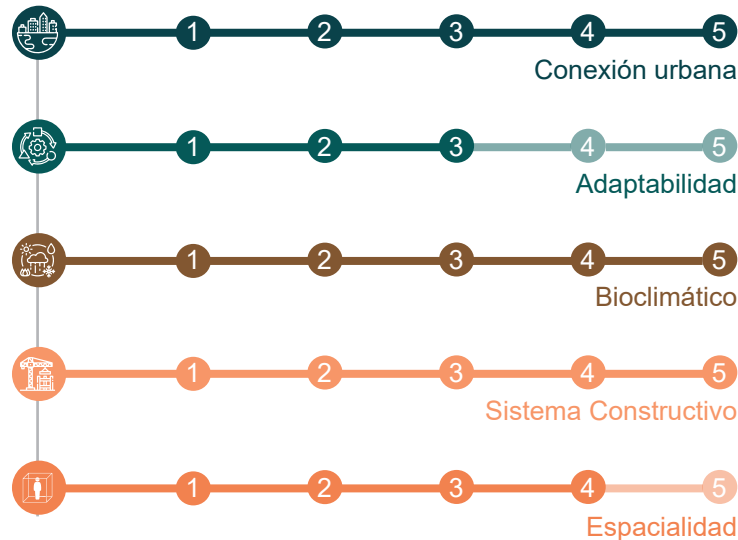 1 2 3 4 5
Conexión urbana
1 2 3 4 5
Adaptabilidad
1 2 3 4 5
Bioclimático
1 2 3 4 5
Sistema Constructivo
1 2 3 4 5
Espacialidad